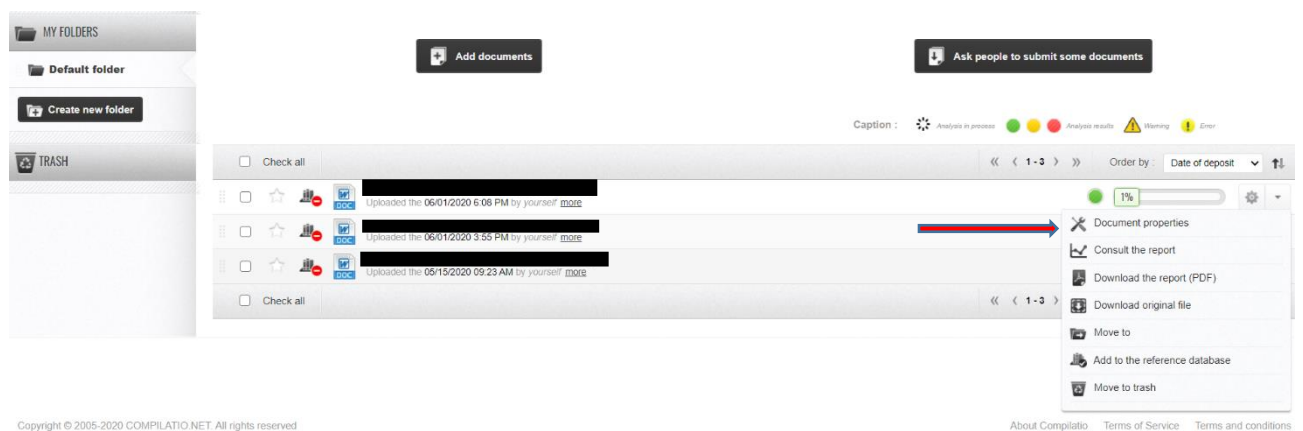 MY FOLDERS
Default folder
Create new folder
TRASH
Add documents
Ask people to submit some documents
Caption : Analysis in process Analysis results Warning Error
Check all 1 - 3 Order by : Date of deposit
DOC Uploaded the 06/01/2020 6:08 PM by yourself more 1%
DOC Uploaded the 06/01/2020 3:55 PM by yourself more
DOC Uploaded the 05/15/2020 09:23 AM by yourself more
Check all 1 - 3
Document properties
Consult the report
Download the report (PDF)
Download original file
Move to
Add to the reference database
Move to trash
Copyright © 2005-2020 COMPILATIO.NET. All rights reserved About Compilatio Terms of Service Terms and conditions